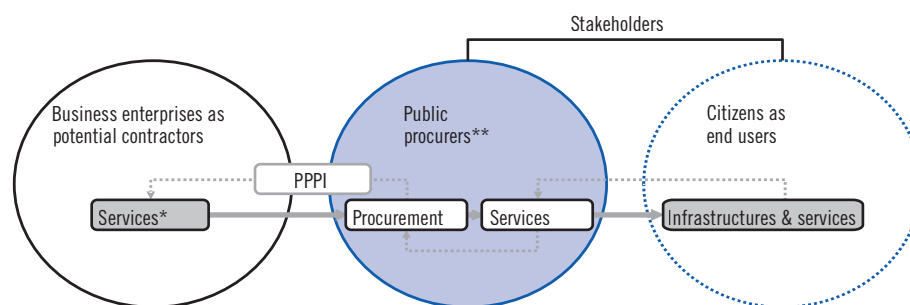 Stakeholders
Business enterprises as
potential contractors
Public
procurers**
Citizens as
end users
PPPI
Services*
Procurement
Services
Infrastructures & services